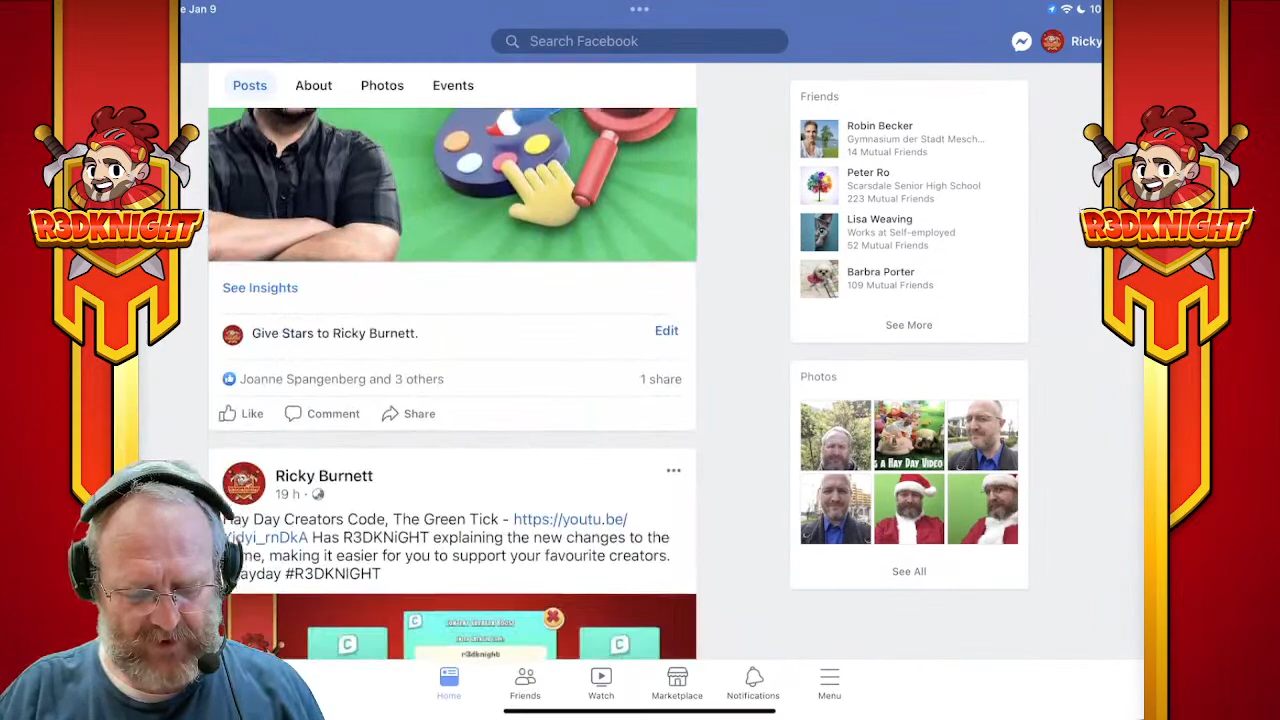 e Jan 9
10
Search Facebook
Ricky
Posts About Photos Events
See Insights
Give Stars to Ricky Burnett.
Edit
Joanne Spangenberg and 3 others
1 share
Like Comment Share
Ricky Burnett
19 h
Hay Day Creators Code, The Green Tick - https://youtu.be/
Xidyi_rnDkA Has R3DKNiGHT explaining the new changes to the
me, making it easier for you to support your favourite creators.
ayday #R3DKNIGHT
r3dknight
Friends
Robin Becker
Gymnasium der Stadt Mesch...
14 Mutual Friends
Peter Ro
Scarsdale Senior High School
223 Mutual Friends
Lisa Weaving
Works at Self-employed
52 Mutual Friends
Barbra Porter
109 Mutual Friends
See More
Photos
G A HAY DAY VIDEO
See All
Home Friends Watch Marketplace Notifications Menu
R3DKNIGHT
R3DKNIGHT